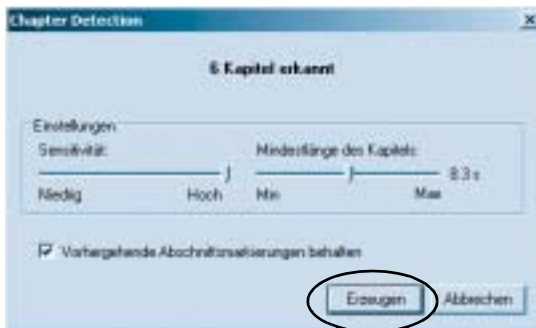 Chapter Detection
6 Kapitel erkannt
Einstellungen
Sensitivität: Mindestlänge des Kapitels:
8.3 s
Niedrig Hoch Min Max
Vorhergehende Abschnittsmarkierungen behalten
Erzeugen Abbrechen